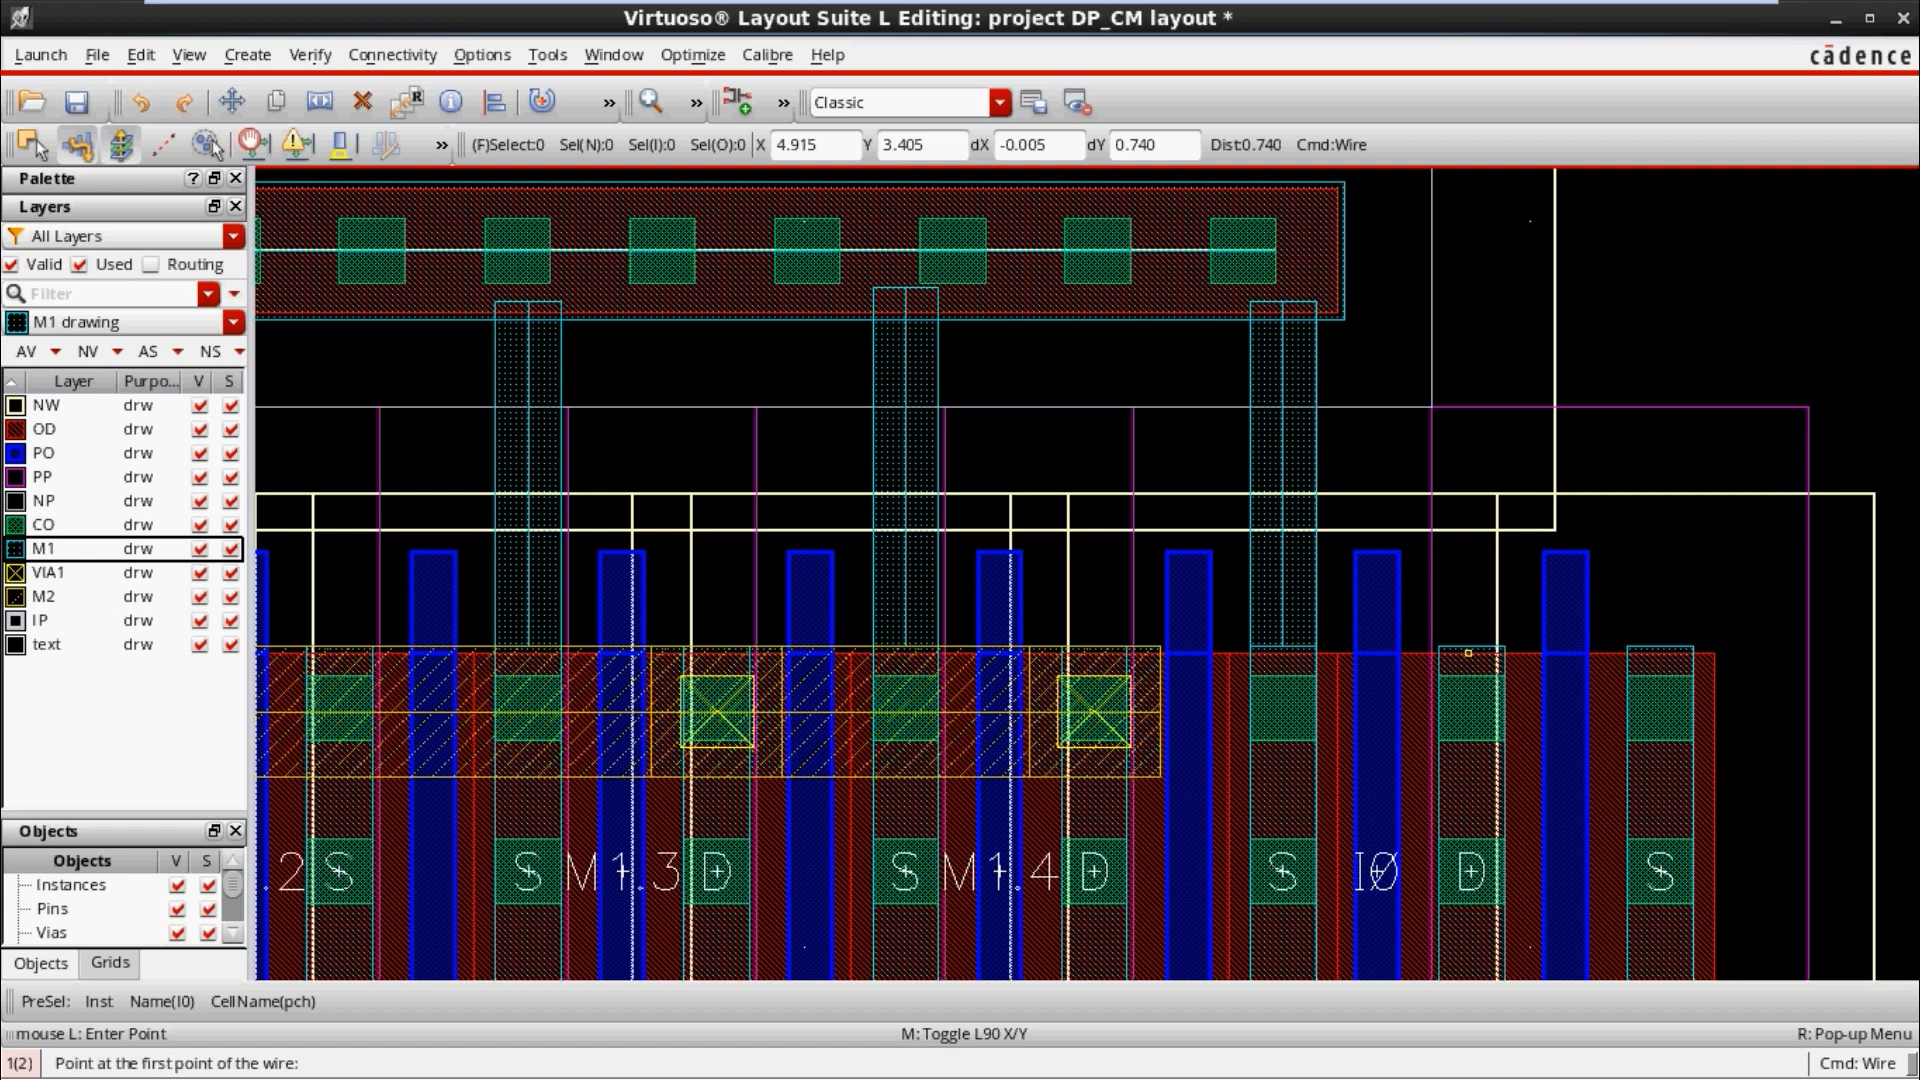 Virtuoso® Layout Suite L Editing: project DP_CM layout *
Launch File Edit View Create Verify Connectivity Options Tools Window Optimize Calibre Help cādence
R » » » Classic
» (F)Select:0 Sel(N):0 Sel(I):0 Sel(O):0 X 4.915 Y 3.405 dX -0.005 dY 0.740 Dist:0.740 Cmd:Wire
Palette ?
Layers
All Layers
Valid Used Routing
Filter
M1 drawing
AV NV AS NS
Layer Purpo... V S
NW drw
OD drw
PO drw
PP drw
NP drw
CO drw
M1 drw
VIA1 drw
M2 drw
IP drw
text drw
Objects
Objects V S
Instances
Pins
Vias
Objects Grids
.2 S S M1.3 D S M1.4 D S I0 D S
PreSel: Inst Name(I0) CellName(pch)
mouse L: Enter Point M: Toggle L90 X/Y R: Pop-up Menu
1(2) Point at the first point of the wire: Cmd: Wire